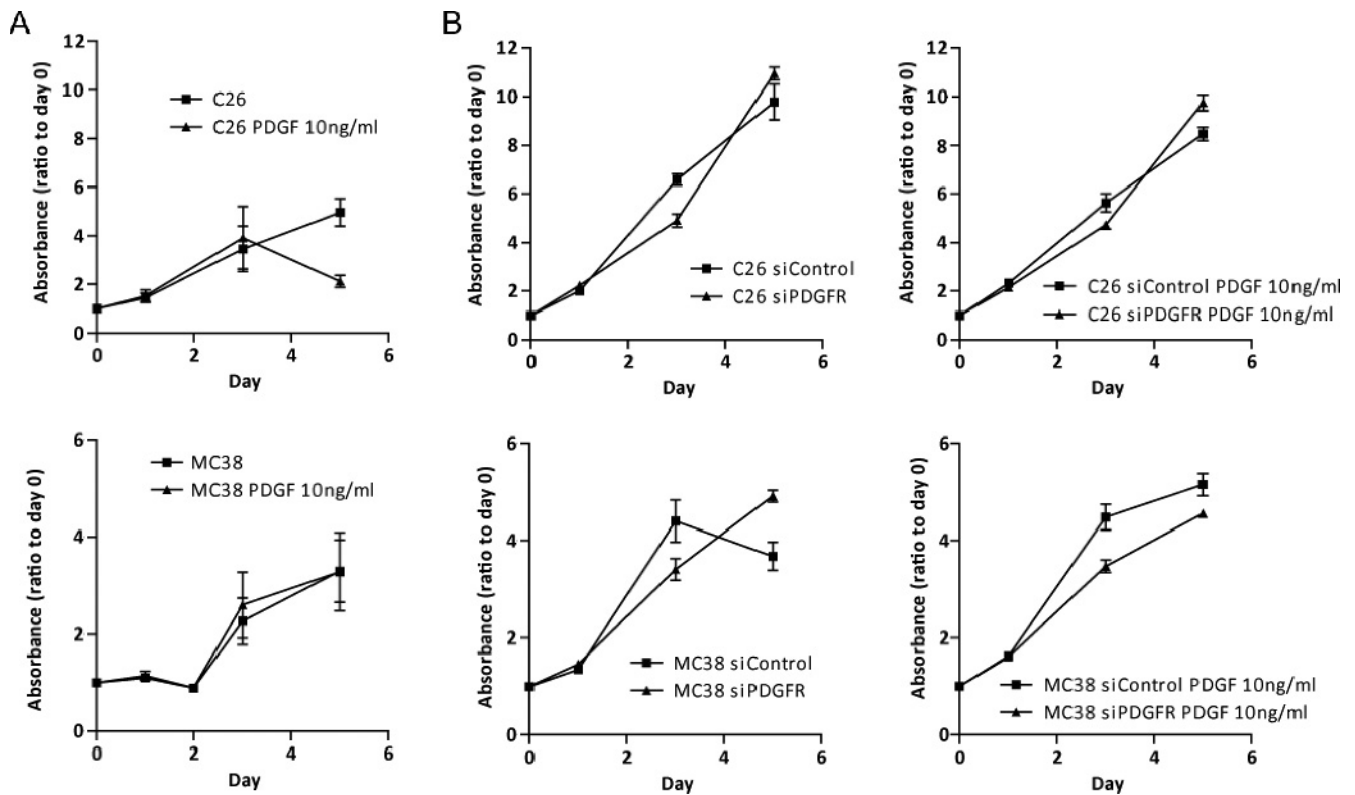 A
Absorbance (ratio to day 0)
12
10
8
6
4
2
0
C26
C26 PDGF 10ng/ml
0 2 4 6
Day
B
Absorbance (ratio to day 0)
12
10
8
6
4
2
0
C26 siControl
C26 siPDGFR
0 2 4 6
Day
Absorbance (ratio to day 0)
12
10
8
6
4
2
0
C26 siControl PDGF 10ng/ml
C26 siPDGFR PDGF 10ng/ml
0 2 4 6
Day
Absorbance (ratio to day 0)
6
4
2
0
MC38
MC38 PDGF 10ng/ml
0 2 4 6
Day
Absorbance (ratio to day 0)
6
4
2
0
MC38 siControl
MC38 siPDGFR
0 2 4 6
Day
Absorbance (ratio to day 0)
6
4
2
0
MC38 siControl PDGF 10ng/ml
MC38 siPDGFR PDGF 10ng/ml
0 2 4 6
Day